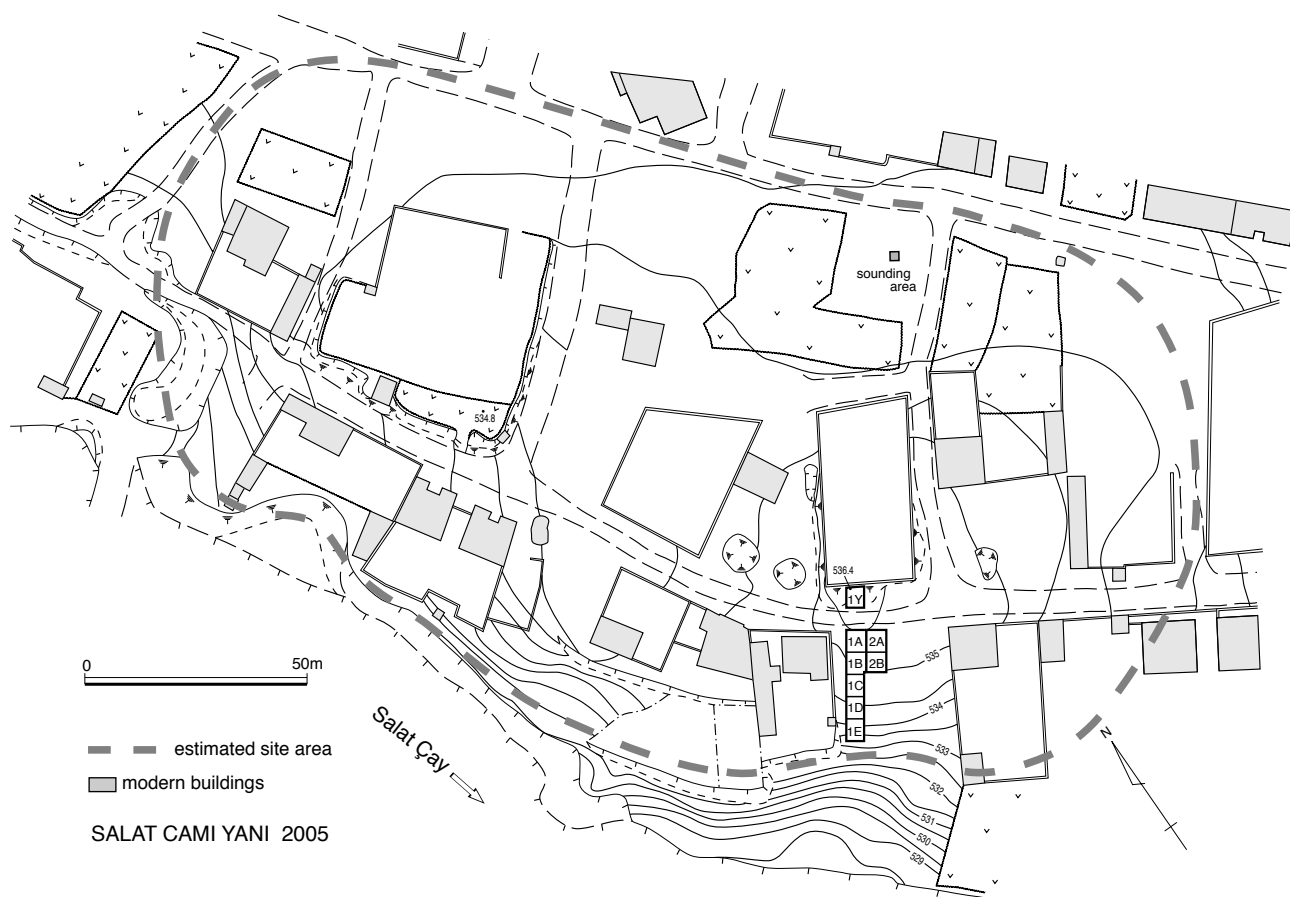 sounding
area
534.8
536.4
1Y
1A 2A
1B 2B
1C
1D
1E
535
534
533
532
531
530
529
N
0 50m
Salat Çay
estimated site area
modern buildings
SALAT CAMI YANI 2005